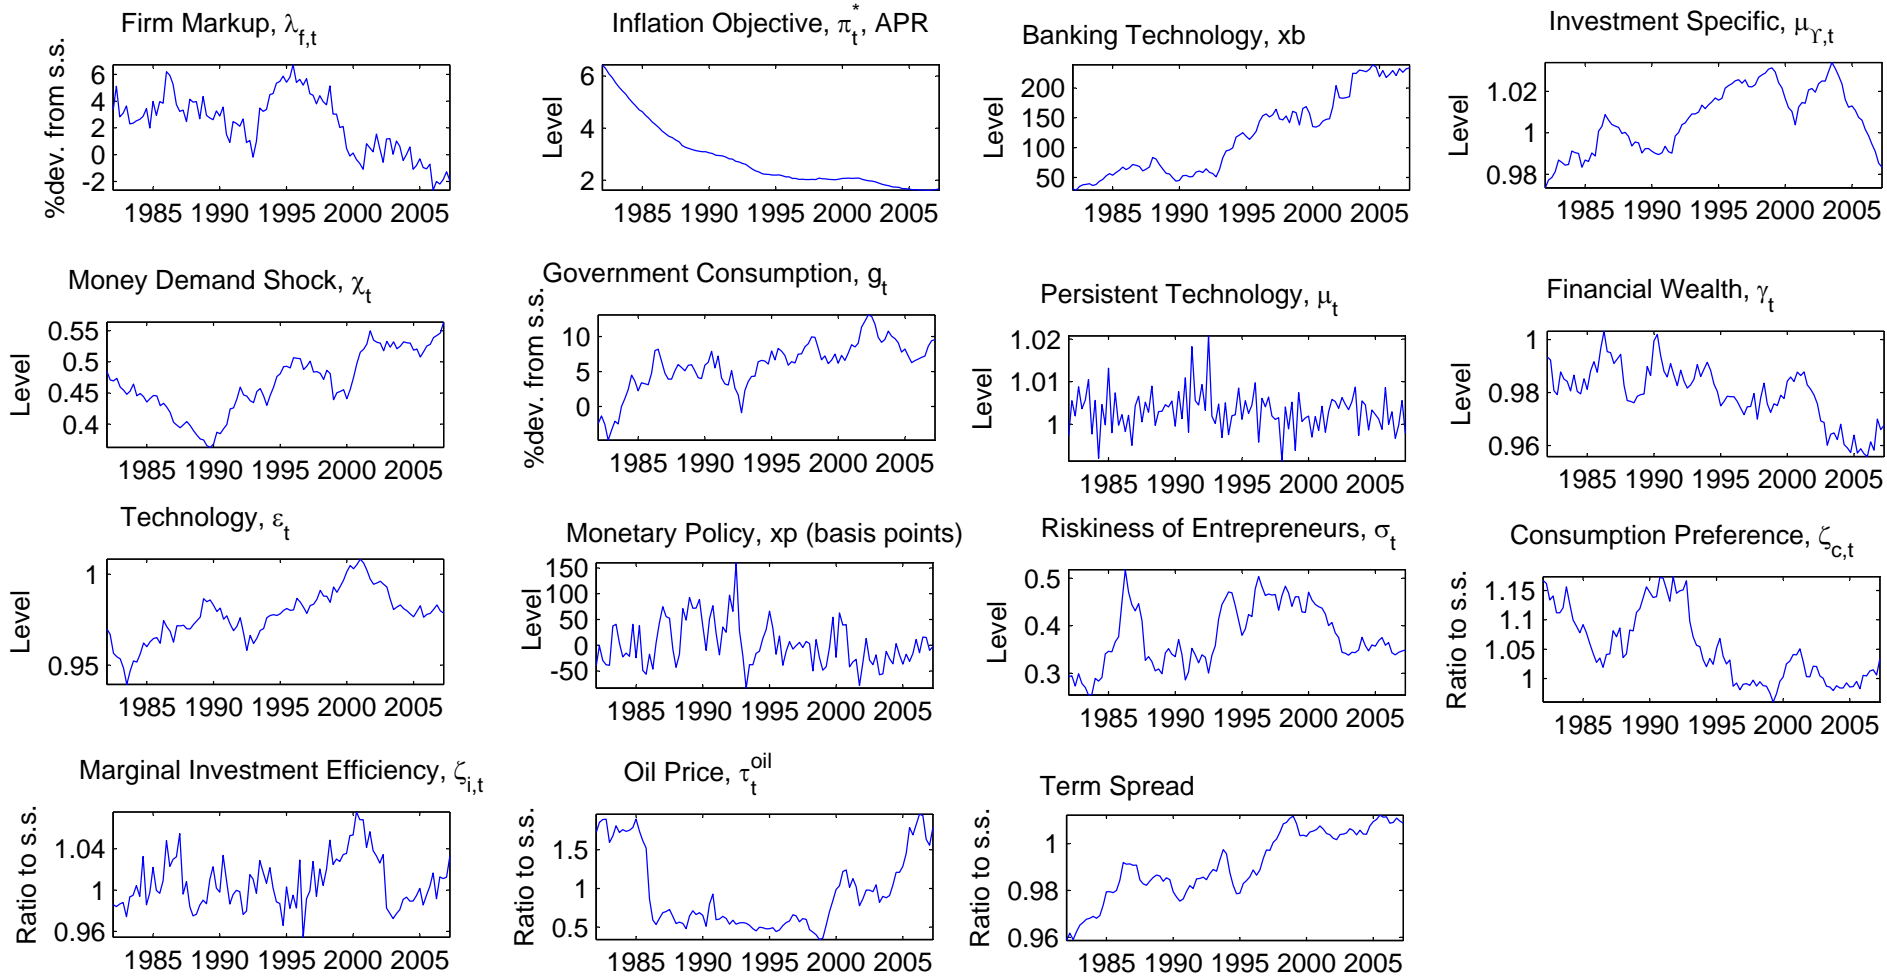 Firm Markup, λf,t
%dev. from s.s.
6
4
2
0
-2
1985 1990 1995 2000 2005
Inflation Objective, π*t, APR
Level
6
4
2
1985 1990 1995 2000 2005
Banking Technology, xb
Level
200
150
100
50
1985 1990 1995 2000 2005
Investment Specific, μϒ,t
Level
1.02
1
0.98
1985 1990 1995 2000 2005
Money Demand Shock, χt
Level
0.55
0.5
0.45
0.4
1985 1990 1995 2000 2005
Government Consumption, gt
%dev. from s.s.
10
5
0
1985 1990 1995 2000 2005
Persistent Technology, μt
Level
1.02
1.01
1
1985 1990 1995 2000 2005
Financial Wealth, γt
Level
1
0.98
0.96
1985 1990 1995 2000 2005
Technology, εt
Level
1
0.95
1985 1990 1995 2000 2005
Monetary Policy, xp (basis points)
Level
150
100
50
0
-50
1985 1990 1995 2000 2005
Riskiness of Entrepreneurs, σt
Level
0.5
0.4
0.3
1985 1990 1995 2000 2005
Consumption Preference, ζc,t
Ratio to s.s.
1.15
1.1
1.05
1
1985 1990 1995 2000 2005
Marginal Investment Efficiency, ζi,t
Ratio to s.s.
1.04
1
0.96
1985 1990 1995 2000 2005
Oil Price, τtoil
Ratio to s.s.
1.5
1
0.5
1985 1990 1995 2000 2005
Term Spread
Ratio to s.s.
1
0.98
0.96
1985 1990 1995 2000 2005